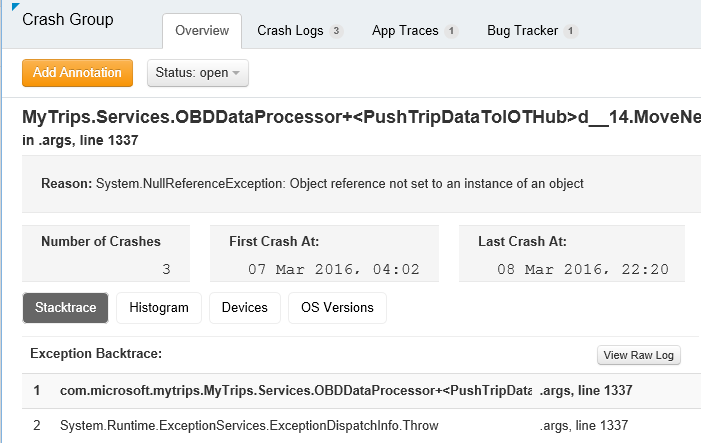 Crash Group
Overview Crash Logs 3 App Traces 1 Bug Tracker 1
Add Annotation Status: open
MyTrips.Services.OBDDataProcessor+<PushTripDataToIOTHub>d__14.MoveNe
in .args, line 1337
Reason: System.NullReferenceException: Object reference not set to an instance of an object
Number of Crashes First Crash At: Last Crash At:
3 07 Mar 2016, 04:02 08 Mar 2016, 22:20
Stacktrace Histogram Devices OS Versions
Exception Backtrace: View Raw Log
1 com.microsoft.mytrips.MyTrips.Services.OBDDataProcessor+<PushTripData .args, line 1337
2 System.Runtime.ExceptionServices.ExceptionDispatchInfo.Throw .args, line 1337